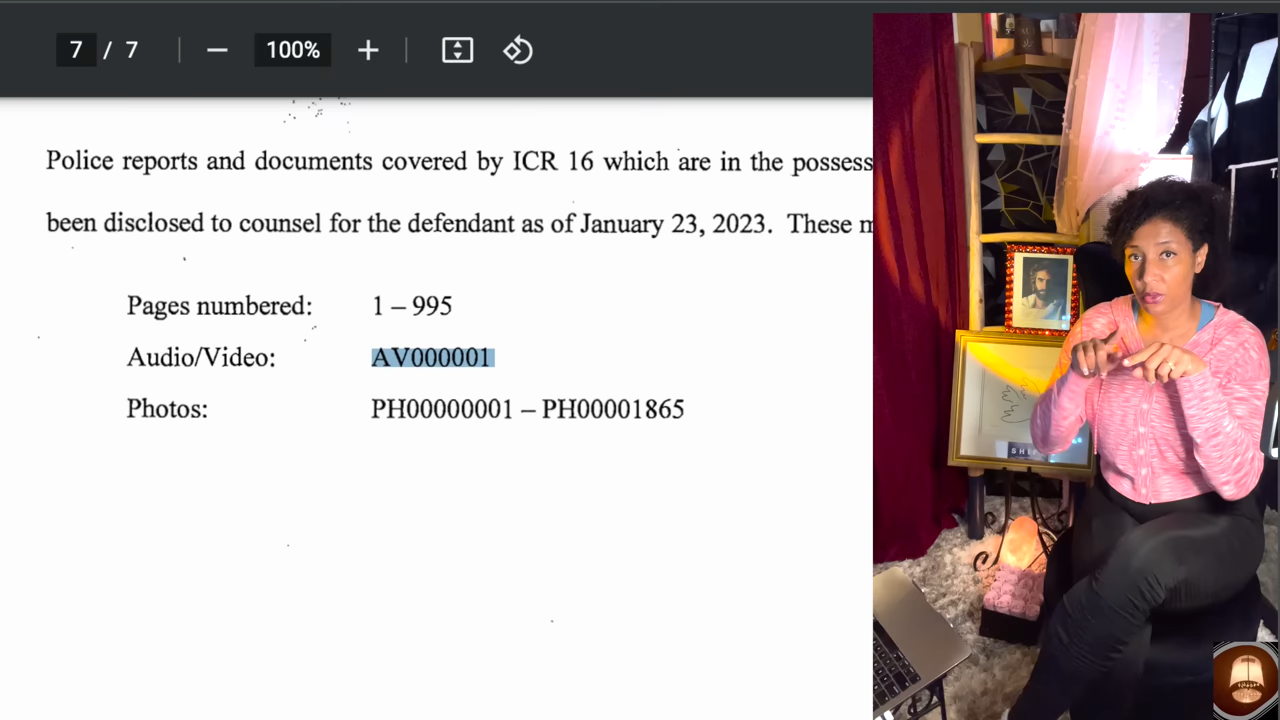 7 / 7
100%
Police reports and documents covered by ICR 16 which are in the possess
been disclosed to counsel for the defendant as of January 23, 2023. These m
Pages numbered: 1 – 995
Audio/Video: AV000001
Photos: PH00000001 – PH00001865